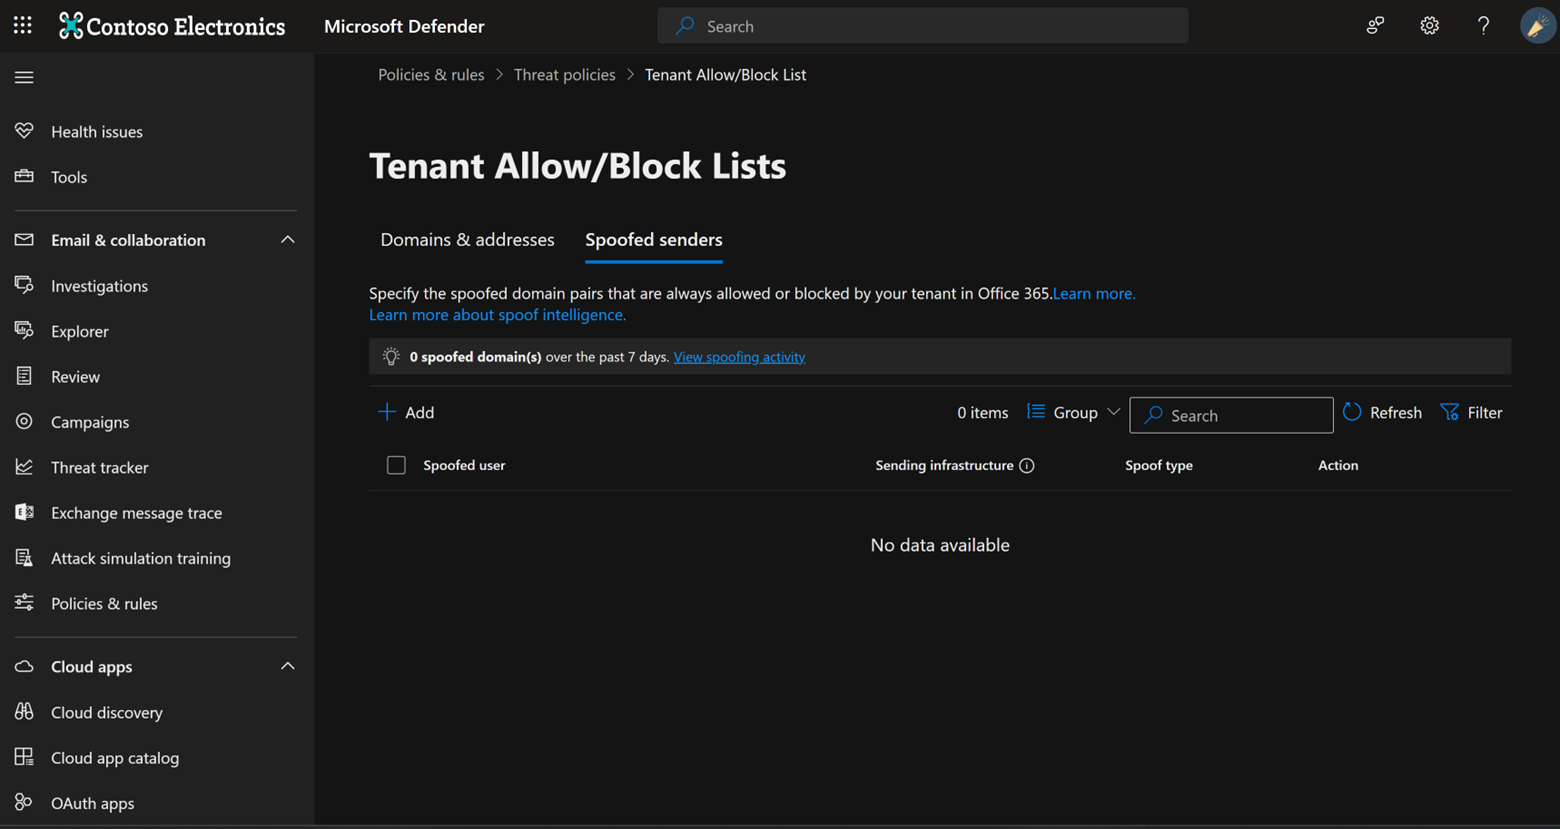 Contoso Electronics
Microsoft Defender
Search
Policies & rules > Threat policies > Tenant Allow/Block List
Health issues
Tools
Email & collaboration
Investigations
Explorer
Review
Campaigns
Threat tracker
Exchange message trace
Attack simulation training
Policies & rules
Cloud apps
Cloud discovery
Cloud app catalog
OAuth apps
Tenant Allow/Block Lists
Domains & addresses
Spoofed senders
Specify the spoofed domain pairs that are always allowed or blocked by your tenant in Office 365.Learn more.
Learn more about spoof intelligence.
0 spoofed domain(s) over the past 7 days. View spoofing activity
Add
0 items
Group
Search
Refresh
Filter
Spoofed user
Sending infrastructure
Spoof type
Action
No data available